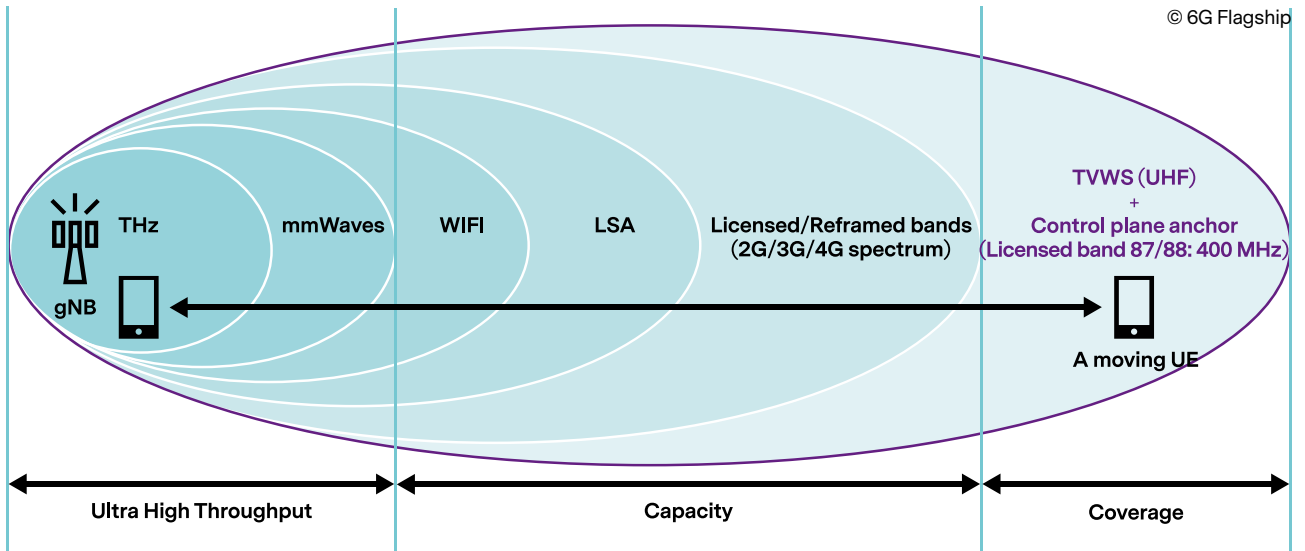 © 6G Flagship
TVWS (UHF)
+
Control plane anchor
(Licensed band 87/88: 400 MHz)
THz
mmWaves
WIFI
LSA
Licensed/Reframed bands
(2G/3G/4G spectrum)
gNB
A moving UE
Ultra High Throughput
Capacity
Coverage